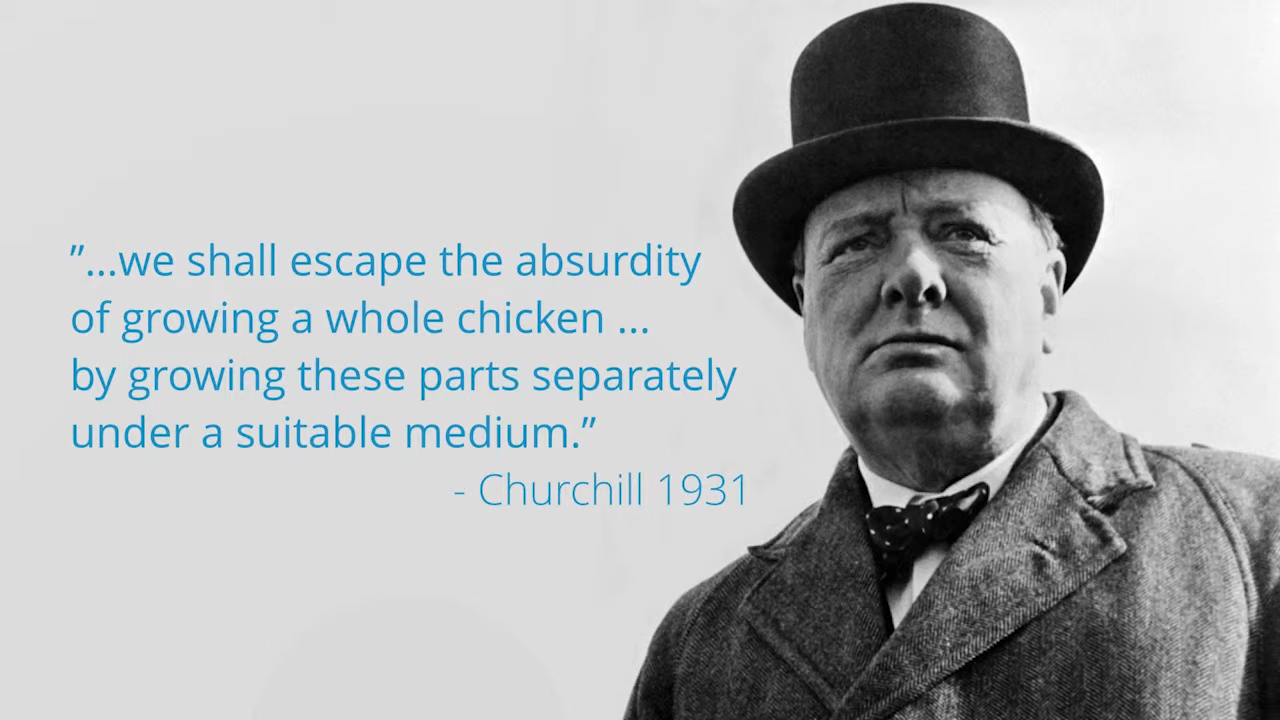 ”...we shall escape the absurdity
of growing a whole chicken ...
by growing these parts separately
under a suitable medium.”
- Churchill 1931